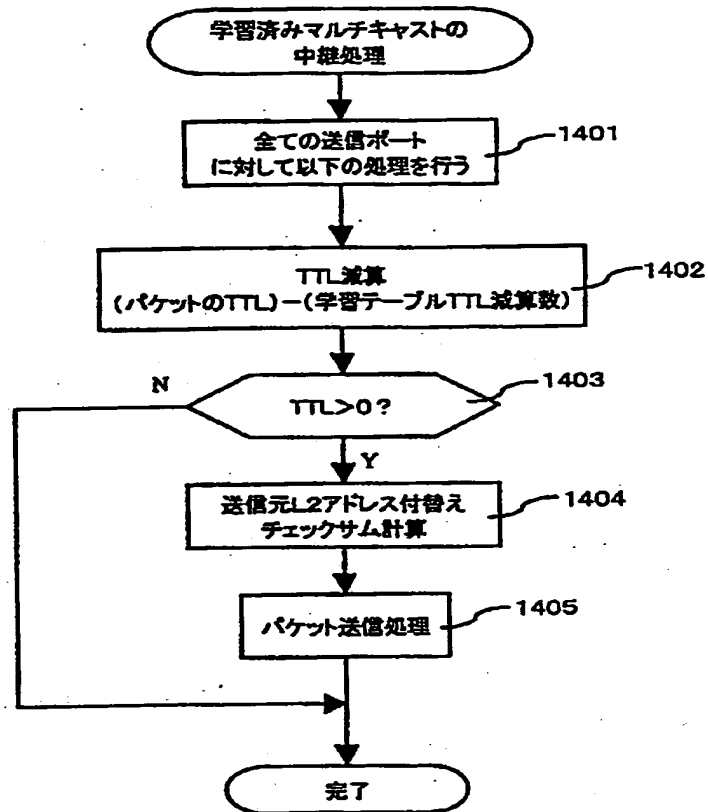 学習済みマルチキャストの
中継処理
全ての送信ポート
に対して以下の処理を行う
1401
TTL減算
(パケットのTTL)－(学習テーブルTTL減算数)
1402
N
TTL>0?
1403
Y
送信元L2アドレス付替え
チェックサム計算
1404
パケット送信処理
1405
完了